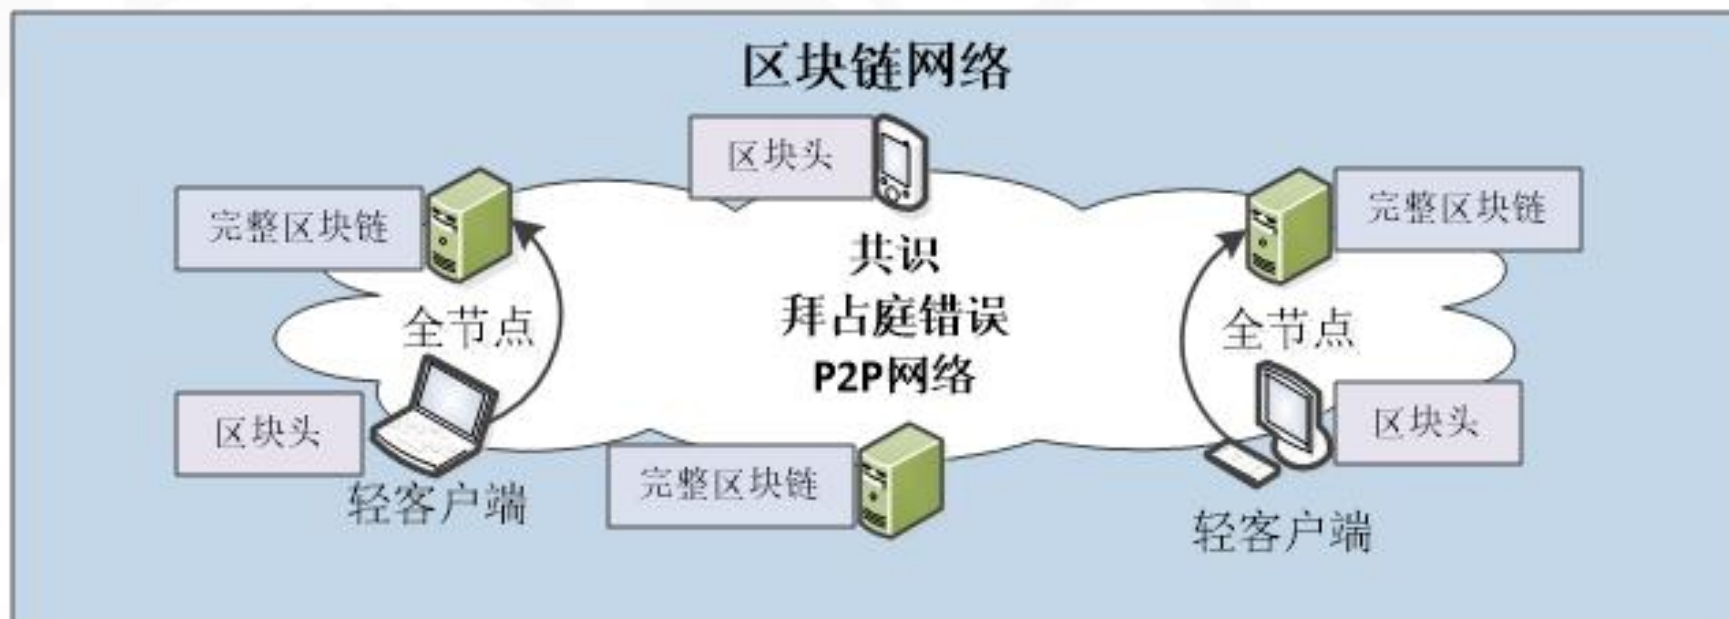 区块链网络
区块头
完整区块链
完整区块链
共识
拜占庭错误
P2P网络
全节点
全节点
区块头
区块头
完整区块链
轻客户端
轻客户端